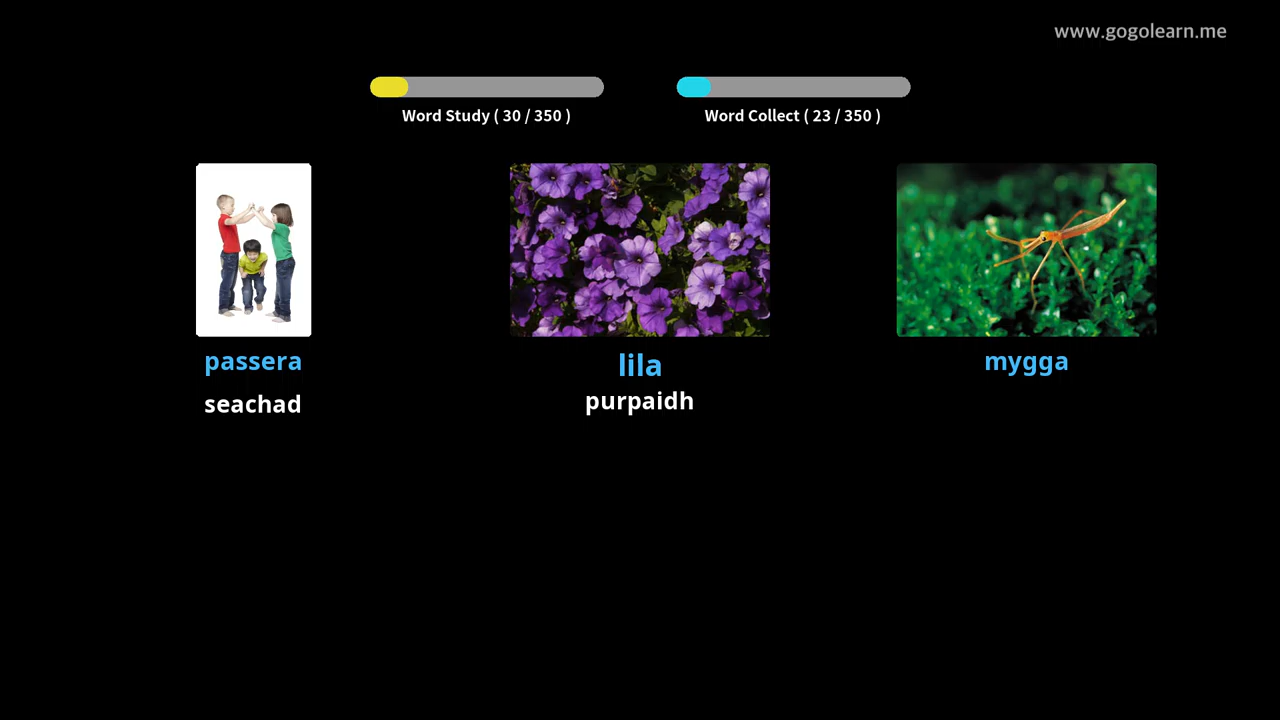 www.gogolearn.me
Word Study ( 30 / 350 )
Word Collect ( 23 / 350 )
passera
seachad
lila
purpaidh
mygga